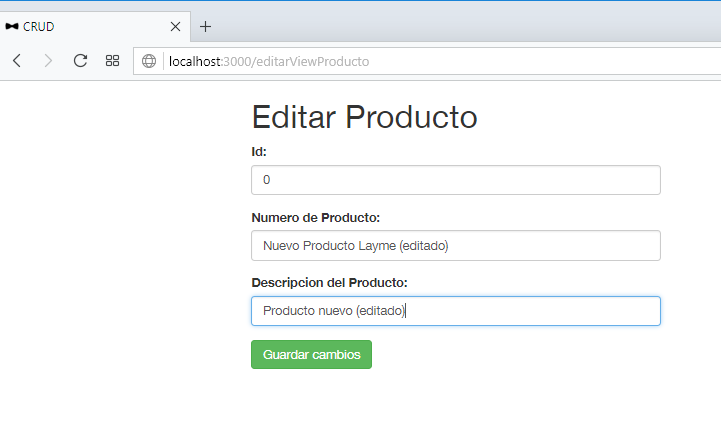 CRUD
localhost:3000/editarViewProducto
Editar Producto
Id:
0
Numero de Producto:
Nuevo Producto Layme (editado)
Descripcion del Producto:
Producto nuevo (editado)
Guardar cambios